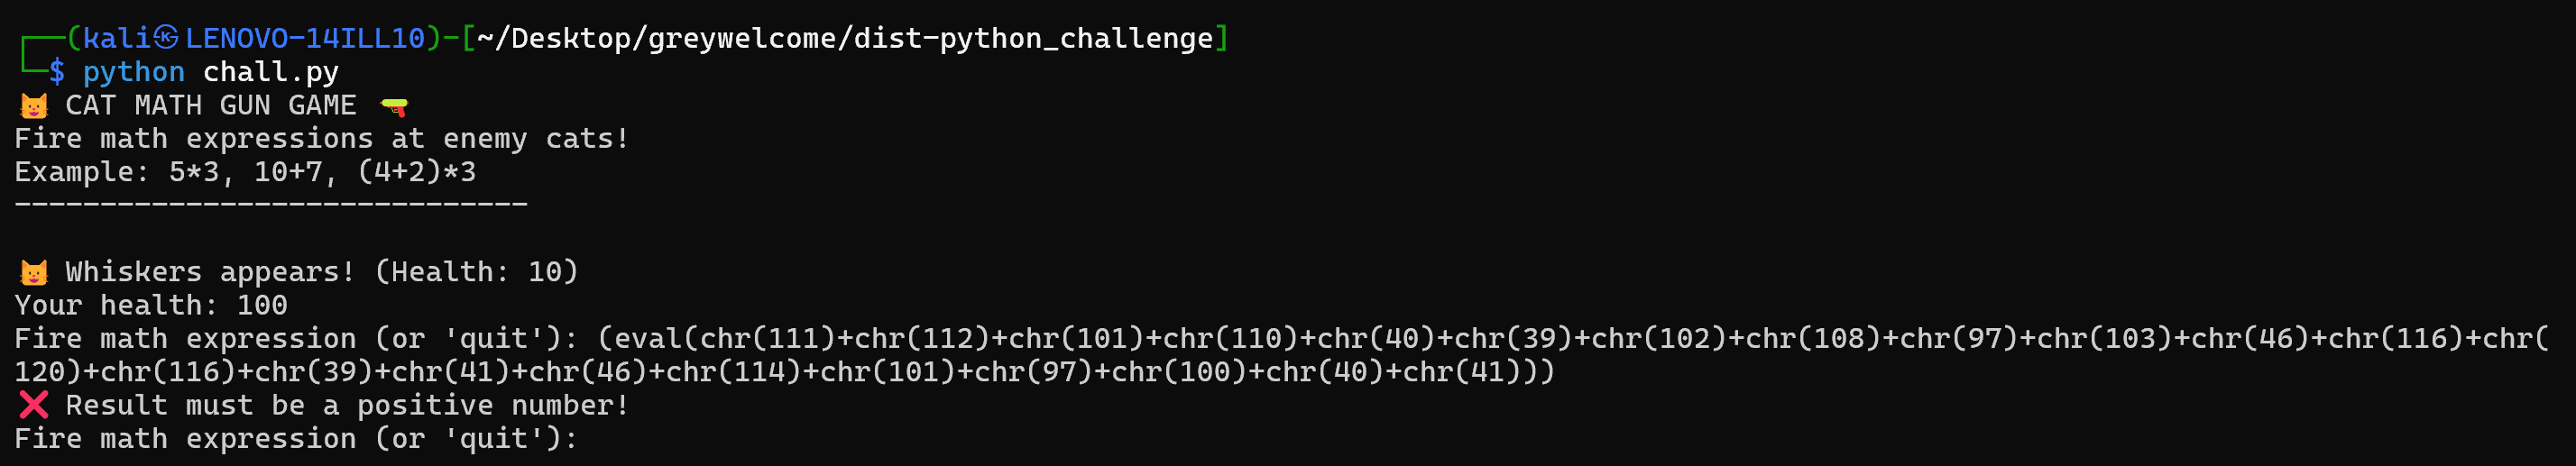 ┌──(kali㉿LENOVO-14ILL10)-[~/Desktop/greywelcome/dist-python_challenge]
└─$ python chall.py
🐱 CAT MATH GUN GAME 🔫
Fire math expressions at enemy cats!
Example: 5*3, 10+7, (4+2)*3
------------------------------
🐱 Whiskers appears! (Health: 10)
Your health: 100
Fire math expression (or 'quit'): (eval(chr(111)+chr(112)+chr(101)+chr(110)+chr(40)+chr(39)+chr(102)+chr(108)+chr(97)+chr(103)+chr(46)+chr(116)+chr(
120)+chr(116)+chr(39)+chr(41)+chr(46)+chr(114)+chr(101)+chr(97)+chr(100)+chr(40)+chr(41)))
❌ Result must be a positive number!
Fire math expression (or 'quit'):